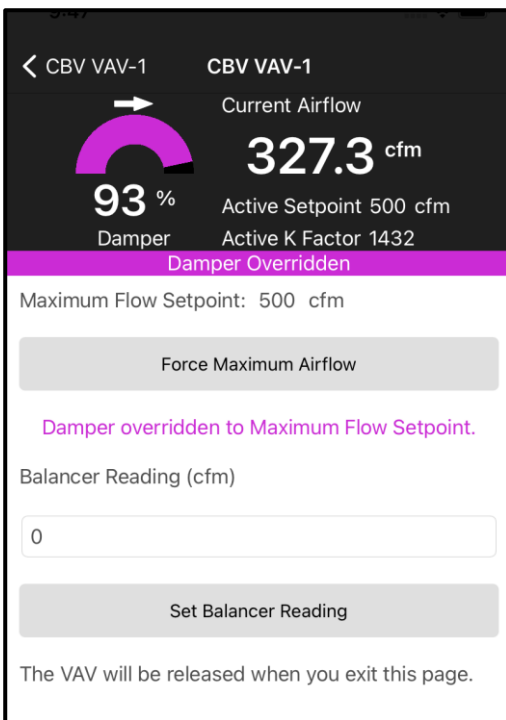 CBV VAV-1
CBV VAV-1
Current Airflow
327.3 cfm
93 %
Damper
Active Setpoint 500 cfm
Active K Factor 1432
Damper Overridden
Maximum Flow Setpoint: 500 cfm
Force Maximum Airflow
Damper overridden to Maximum Flow Setpoint.
Balancer Reading (cfm)
0
Set Balancer Reading
The VAV will be released when you exit this page.